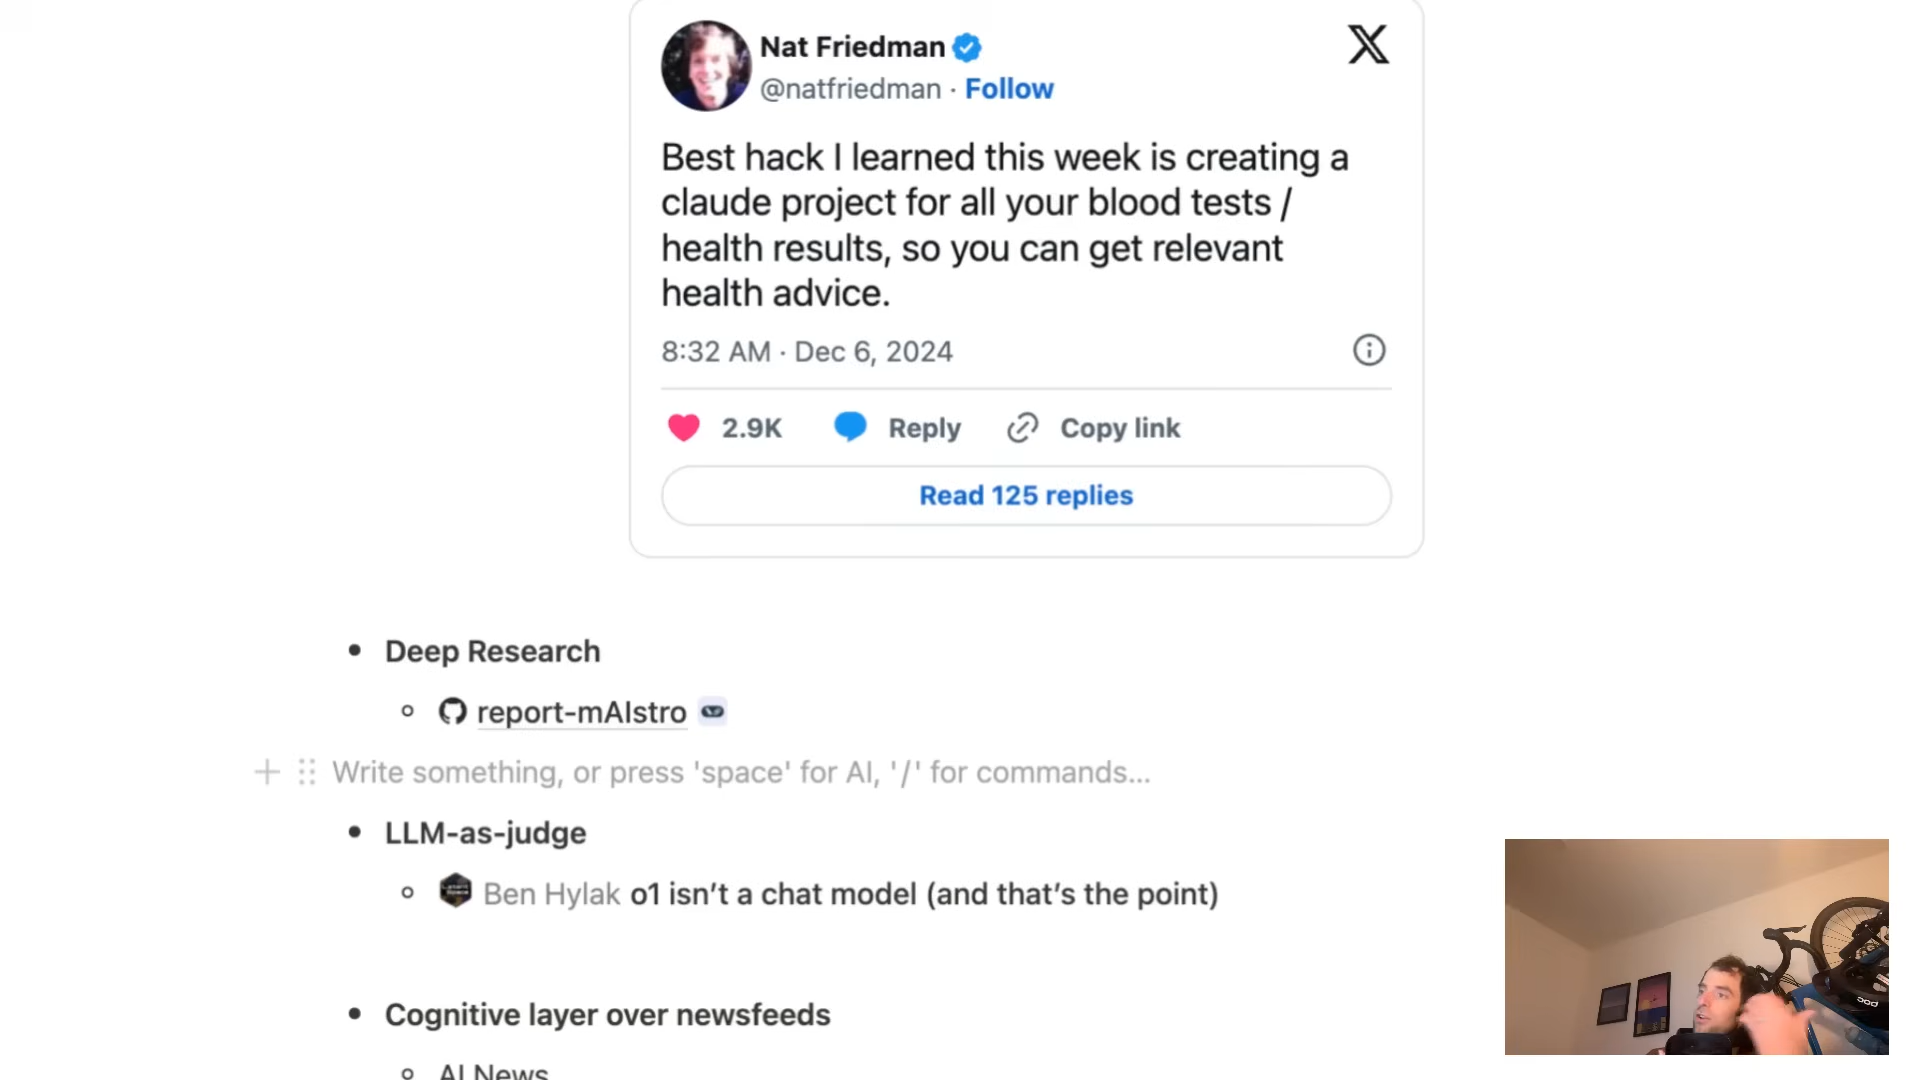 Nat Friedman
@natfriedman · Follow
Best hack I learned this week is creating a
claude project for all your blood tests /
health results, so you can get relevant
health advice.
8:32 AM · Dec 6, 2024
2.9K Reply Copy link
Read 125 replies
• Deep Research
report-mAIstro
Write something, or press 'space' for AI, '/' for commands...
• LLM-as-judge
Ben Hylak o1 isn’t a chat model (and that’s the point)
• Cognitive layer over newsfeeds
AI News